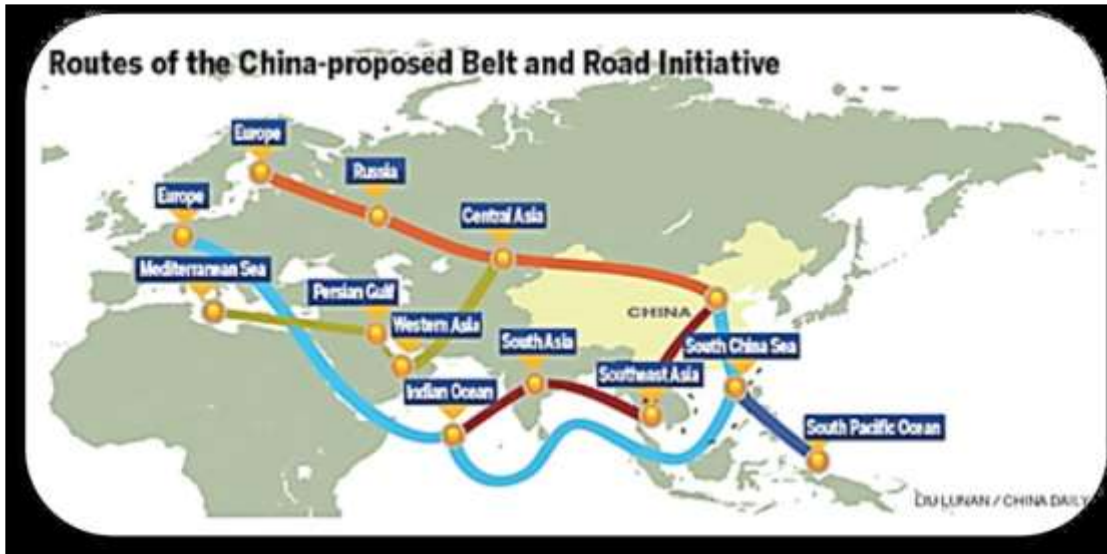 Routes of the China-proposed Belt and Road Initiative
Europe
Europe
Russia
Central Asia
Mediterranean Sea
Persian Gulf
Western Asia
CHINA
South Asia
South China Sea
Southeast Asia
Indian Ocean
South Pacific Ocean
LIU LUNAN / CHINA DAILY